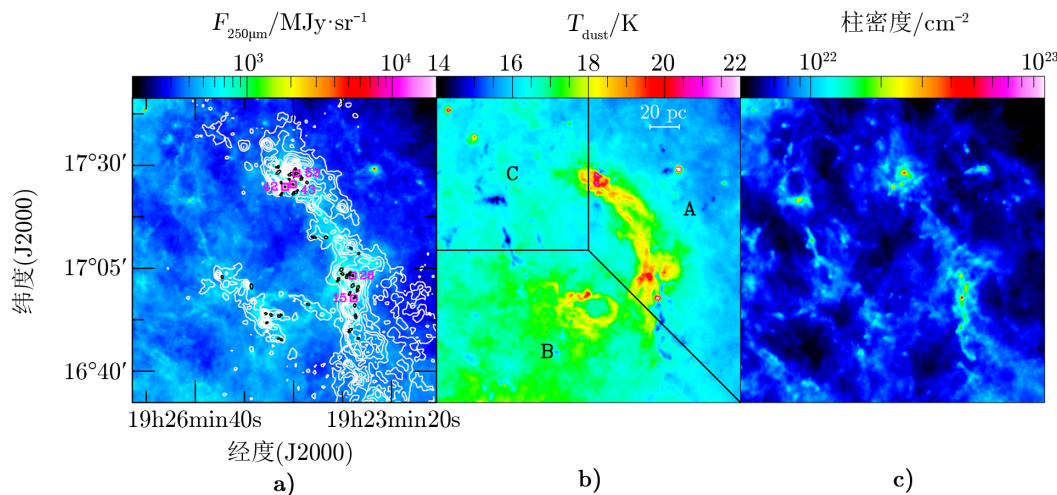 F250μm/MJy·sr⁻¹
Tdust/K
柱密度/cm⁻²
10³ 10⁴ 14 16 18 20 22 10²² 10²³
20 pc
17°30′
C
A
17°05′
纬度(J2000)
B
16°40′
19h26min40s 19h23min20s
经度(J2000)
a) b) c)